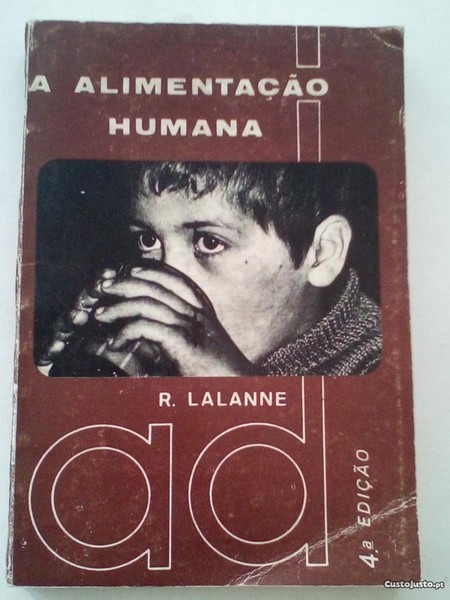 A ALIMENTAÇÃO
HUMANA
R. LALANNE
ad
4.ª EDIÇÃO
Custojusto.pt